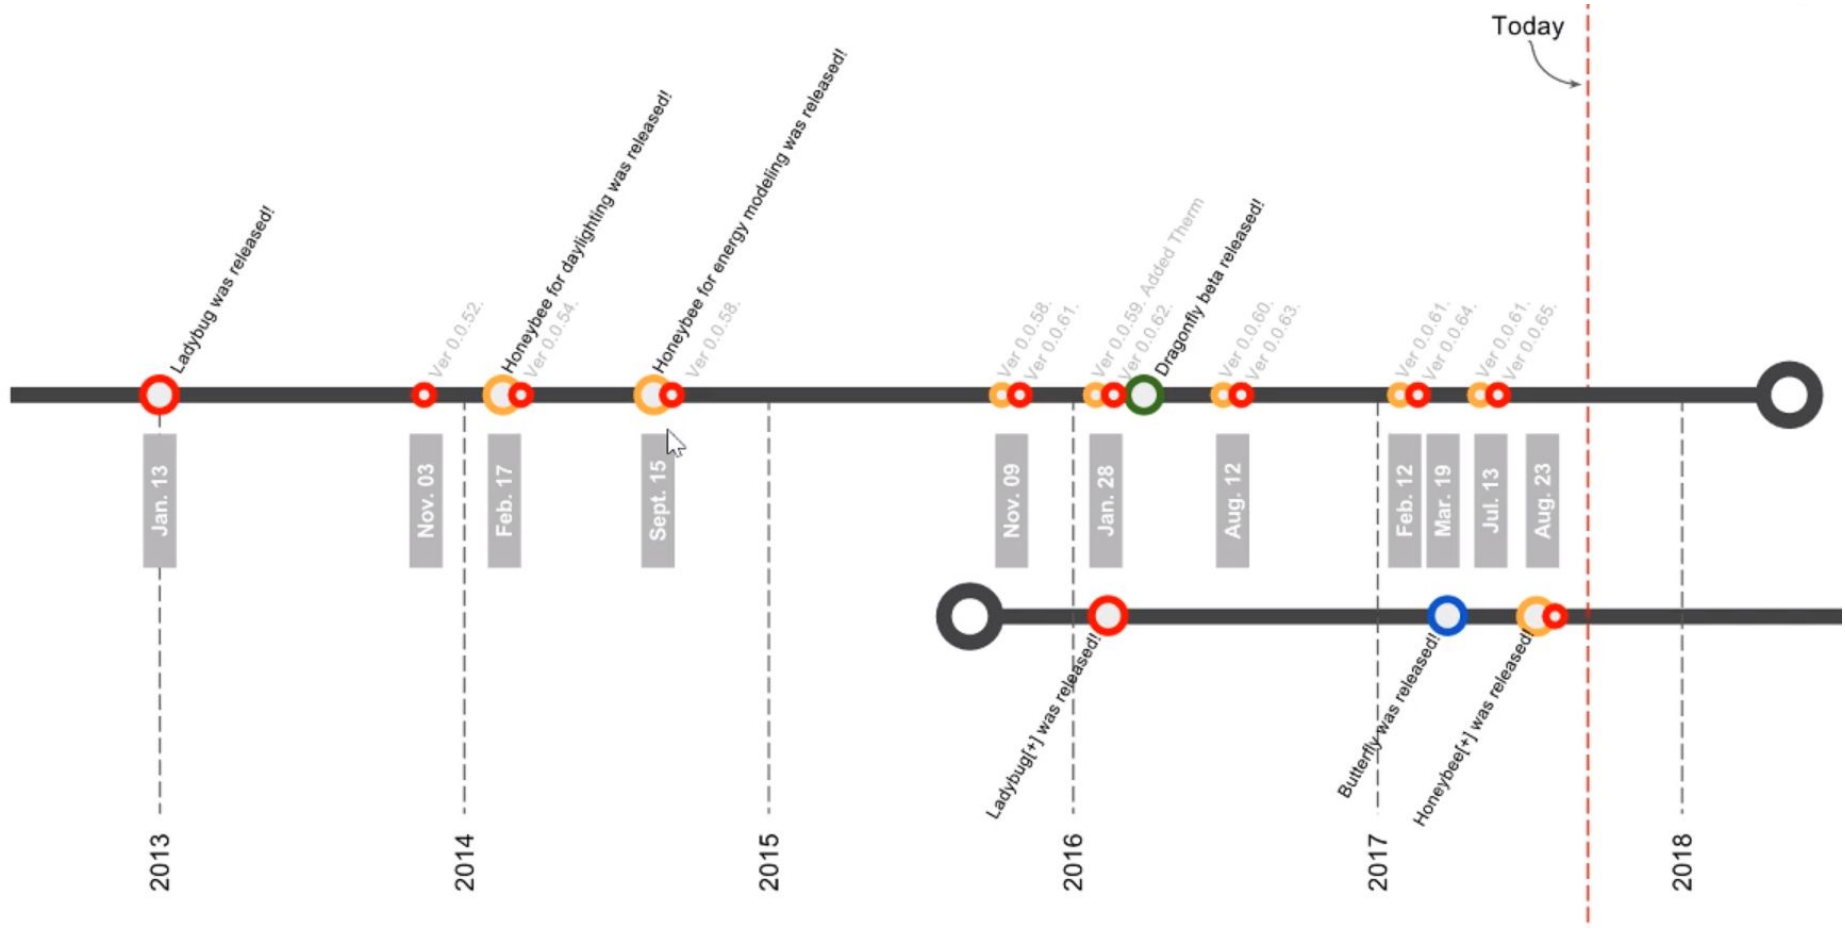 Today
Ladybug was released!
Ver 0.0.52.
Honeybee for daylighting was released!
Ver 0.0.54.
Honeybee for energy modeling was released!
Ver 0.0.58.
Ver 0.0.58.
Ver 0.0.61.
Ver 0.0.59. Added Therm
Ver 0.0.62.
Dragonfly beta released!
Ver 0.0.60.
Ver 0.0.63.
Ver 0.0.61.
Ver 0.0.64.
Ver 0.0.61.
Ver 0.0.65.
Jan. 13
Nov. 03
Feb. 17
Sept. 15
Nov. 09
Jan. 28
Aug. 12
Feb. 12
Mar. 19
Jul. 13
Aug. 23
Ladybug[+] was released!
Butterfly was released!
Honeybee[+] was released!
2013
2014
2015
2016
2017
2018